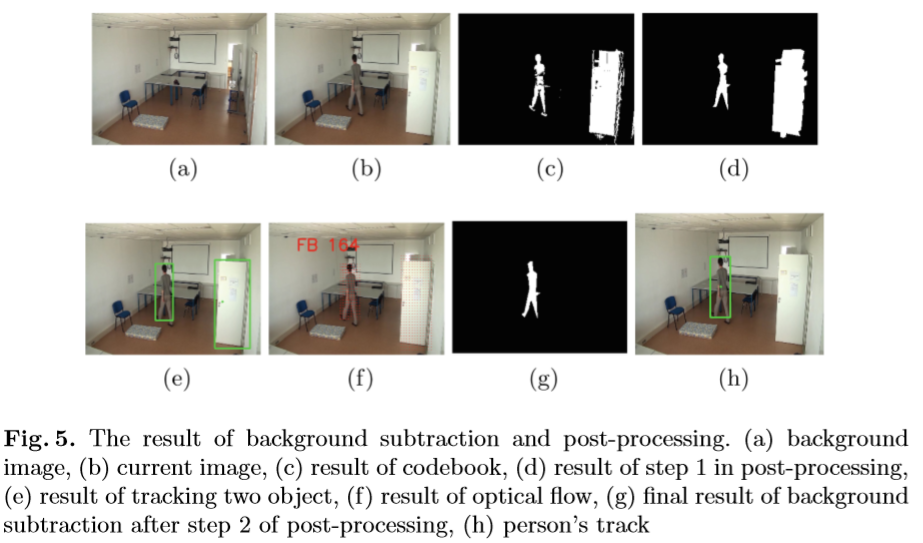 (a) (b) (c) (d)
FB 164
(e) (f) (g) (h)
Fig. 5. The result of background subtraction and post-processing. (a) background
image, (b) current image, (c) result of codebook, (d) result of step 1 in post-processing,
(e) result of tracking two object, (f) result of optical flow, (g) final result of background
subtraction after step 2 of post-processing, (h) person's track